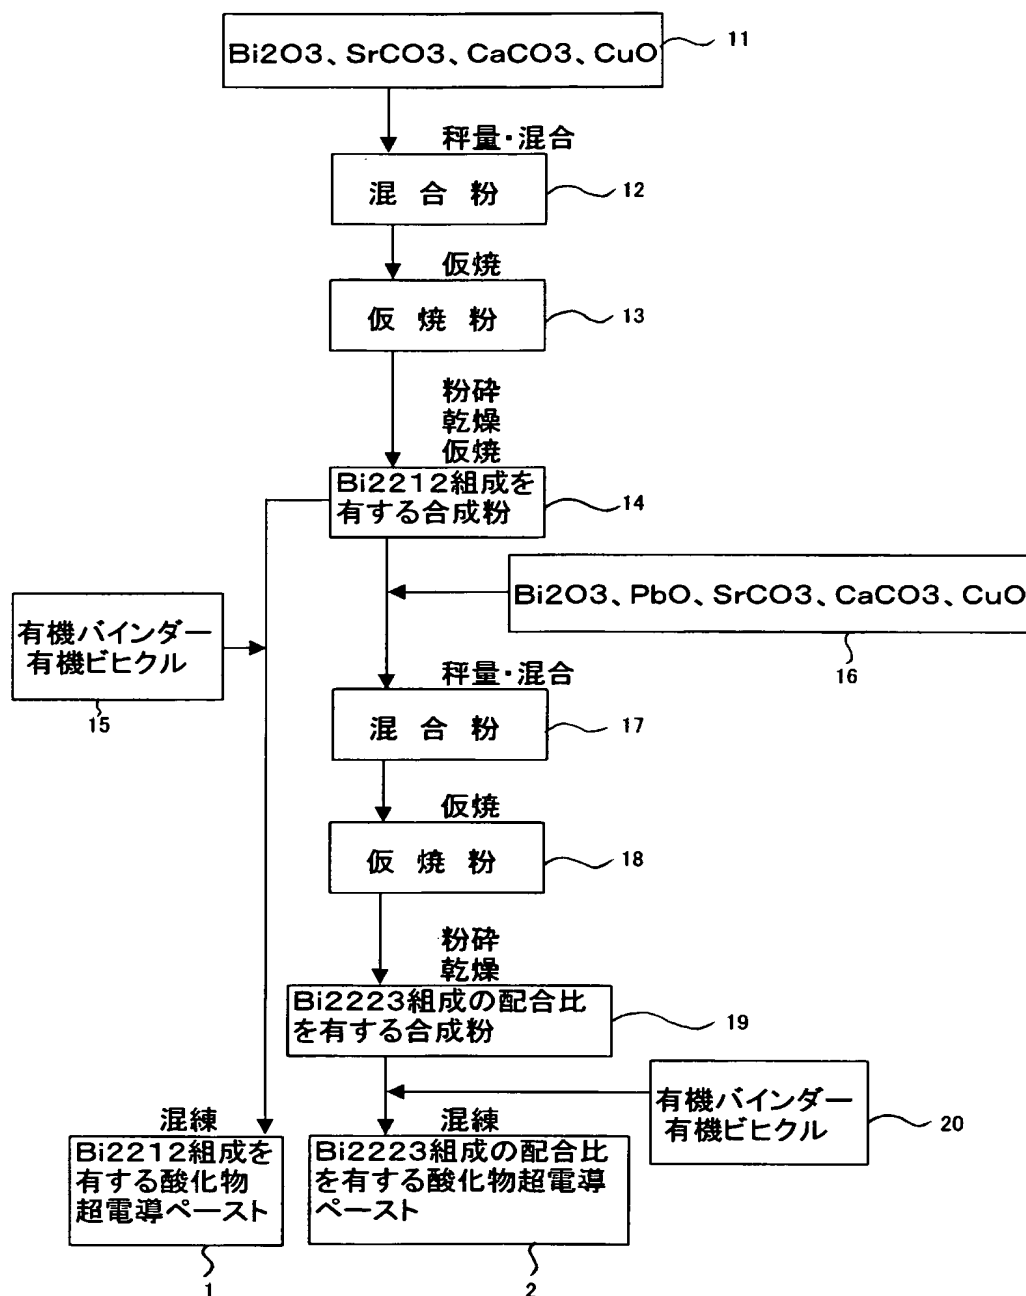 Bi2O3、SrCO3、CaCO3、CuO
11
秤量・混合
混合粉
12
仮焼
仮焼粉
13
粉砕
乾燥
仮焼
Bi2212組成を
有する合成粉
14
Bi2O3、PbO、SrCO3、CaCO3、CuO
16
有機バインダー
有機ビヒクル
15
秤量・混合
混合粉
17
仮焼
仮焼粉
18
粉砕
乾燥
Bi2223組成の配合比
を有する合成粉
19
有機バインダー
有機ビヒクル
20
混練
Bi2212組成を
有する酸化物
超電導ペースト
1
混練
Bi2223組成の配合比
を有する酸化物超電導
ペースト
2